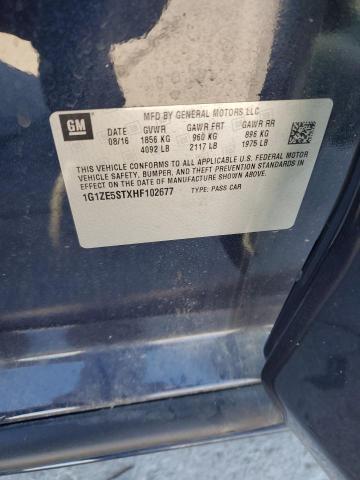 GM
MFD BY GENERAL MOTORS LLC
DATE GVWR GAWR FRT GAWR RR
08/16 1856 KG 960 KG 896 KG
4092 LB 2117 LB 1975 LB
THIS VEHICLE CONFORMS TO ALL APPLICABLE U.S. FEDERAL MOTOR
VEHICLE SAFETY, BUMPER, AND THEFT PREVENTION STANDARDS IN
EFFECT ON THE DATE OF MANUFACTURE SHOWN ABOVE.
1G1ZE5STXHF102677 TYPE: PASS CAR